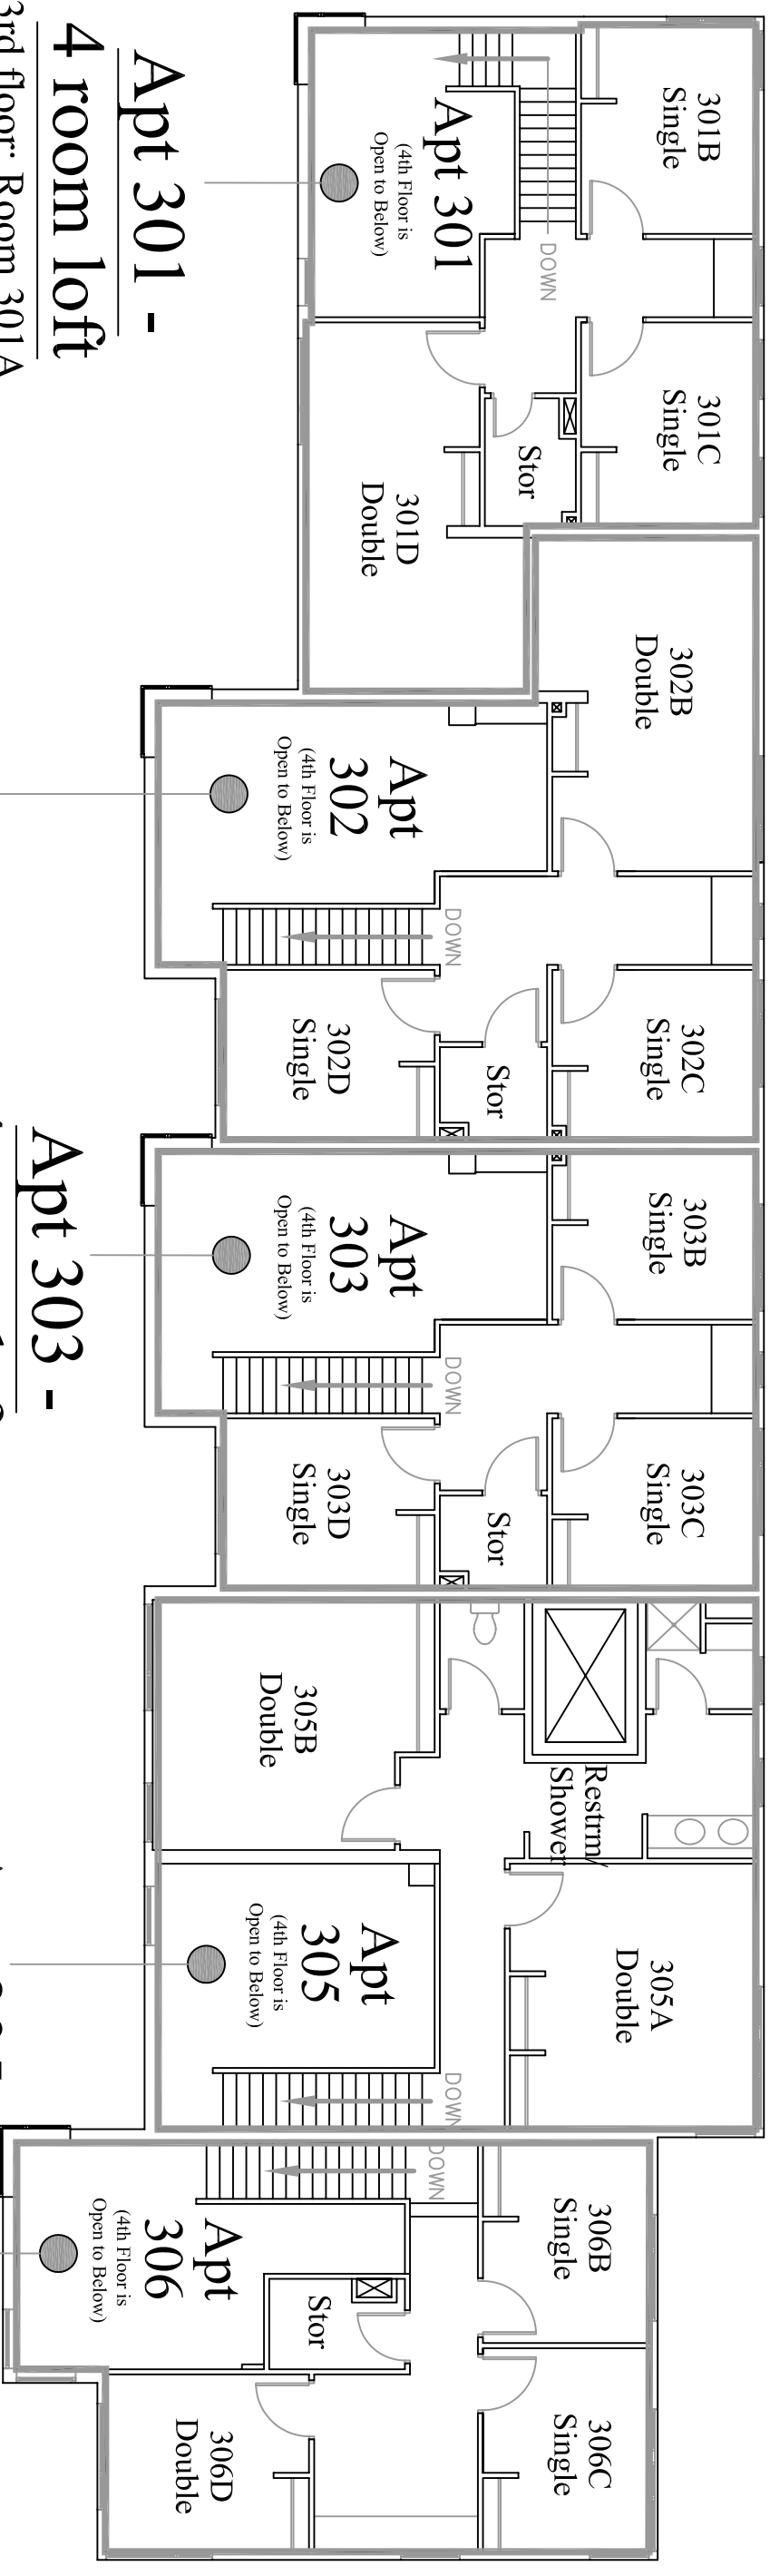 301B
Single
DOWN
Apt 301
(4th Floor is
Open to Below)
301C
Single
Stor
301D
Double
Apt 301 -
4 room loft
3rd floor: Room 301A
302B
Double
Apt
302
(4th Floor is
Open to Below)
DOWN
302C
Single
Stor
302D
Single
303B
Single
Apt
303
(4th Floor is
Open to Below)
DOWN
303C
Single
Stor
303D
Single
Apt 303 -
Restrm/
Shower
305B
Double
305A
Double
Apt
305
(4th Floor is
Open to Below)
DOWN
306B
Single
DOWN
Apt
306
(4th Floor is
Open to Below)
Stor
306C
Single
306D
Double